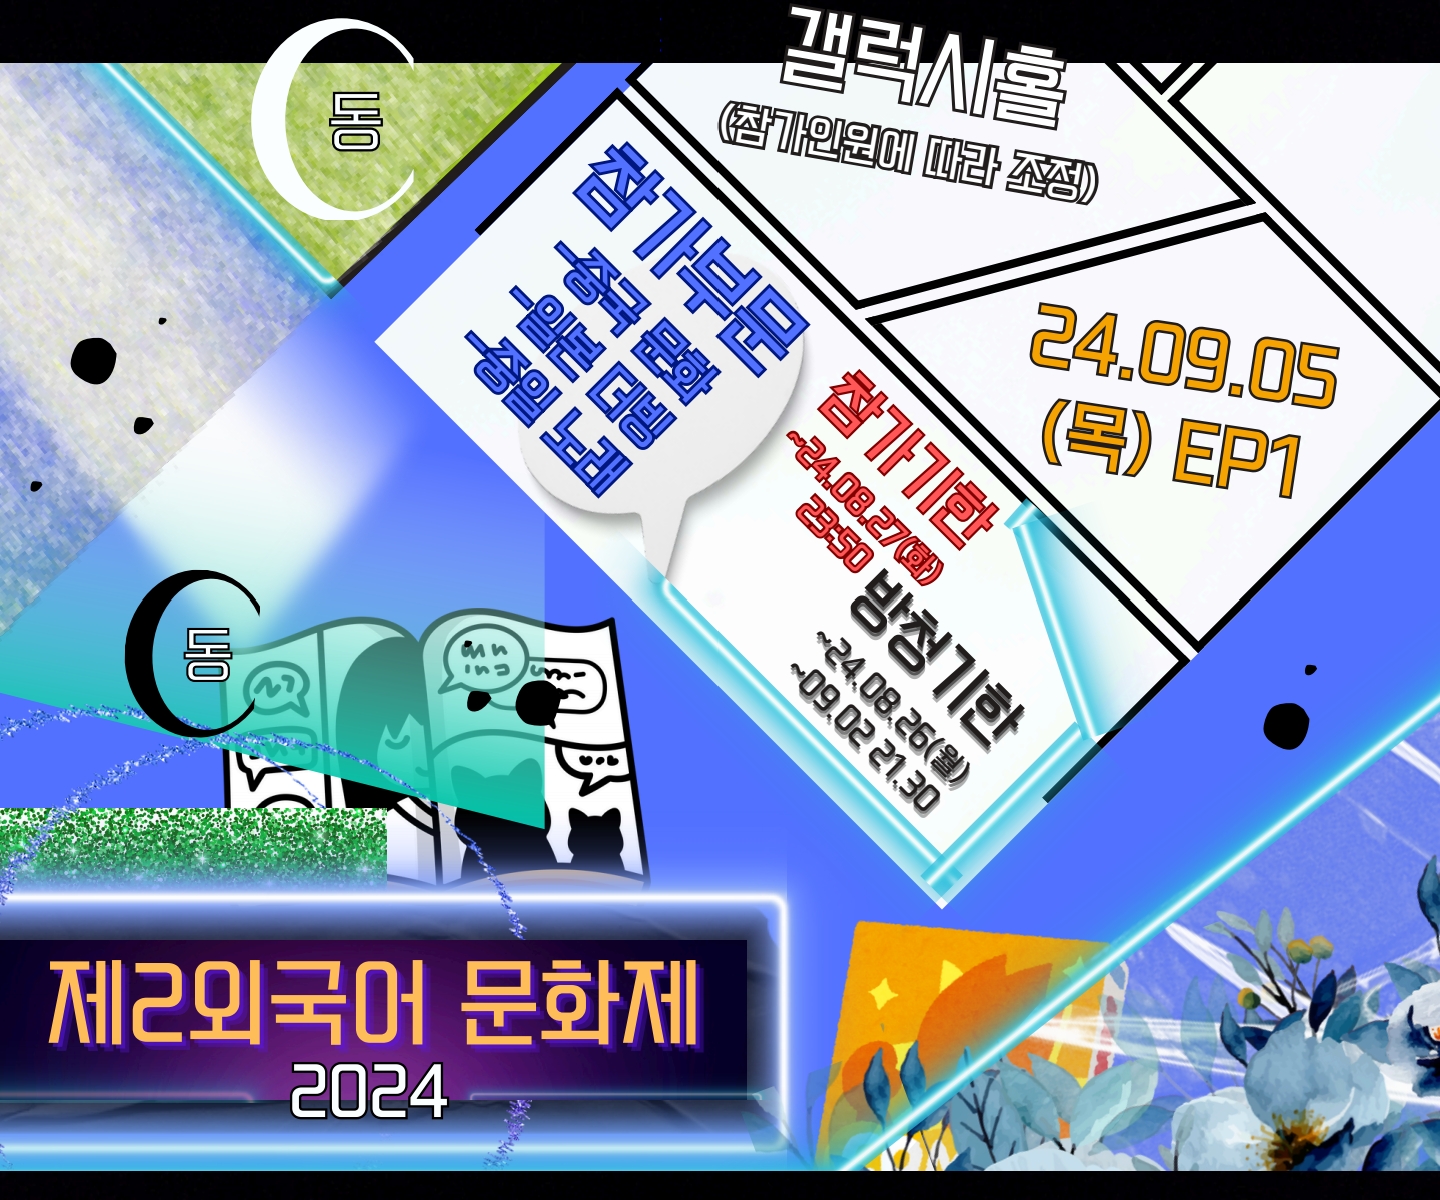 갤럭시홀
(참가인원에 따라 조정)
C
동
참가부문
-중국 문화
-일본 더빙
-중일 노래
24.09.05
(목) EP1
참가기한
~24.08.27(화)
23:50
방청기한
~24.08.26(월)
~09.02 21.30
C
동
제2외국어 문화제
2024